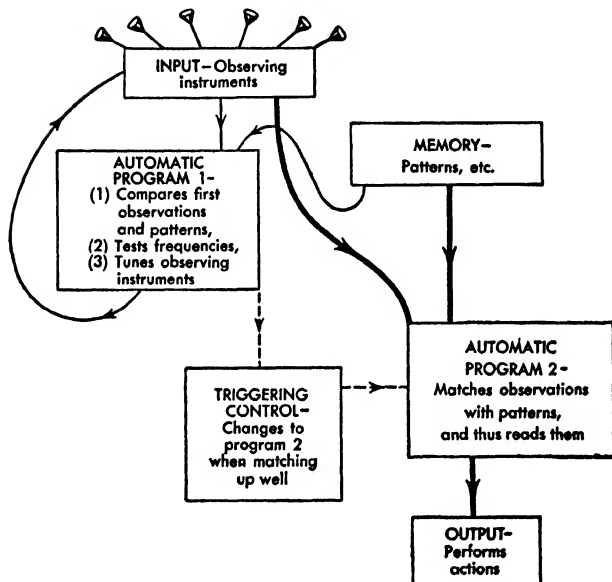 INPUT—Observing
instruments
AUTOMATIC
PROGRAM 1-
(1) Compares first
observations
and patterns,
(2) Tests frequencies,
(3) Tunes observing
instruments
MEMORY—
Patterns, etc.
TRIGGERING
CONTROL—
Changes to
program 2
when matching
up well
AUTOMATIC
PROGRAM 2-
Matches observations
with patterns,
and thus reads them
OUTPUT-
Performs
actions